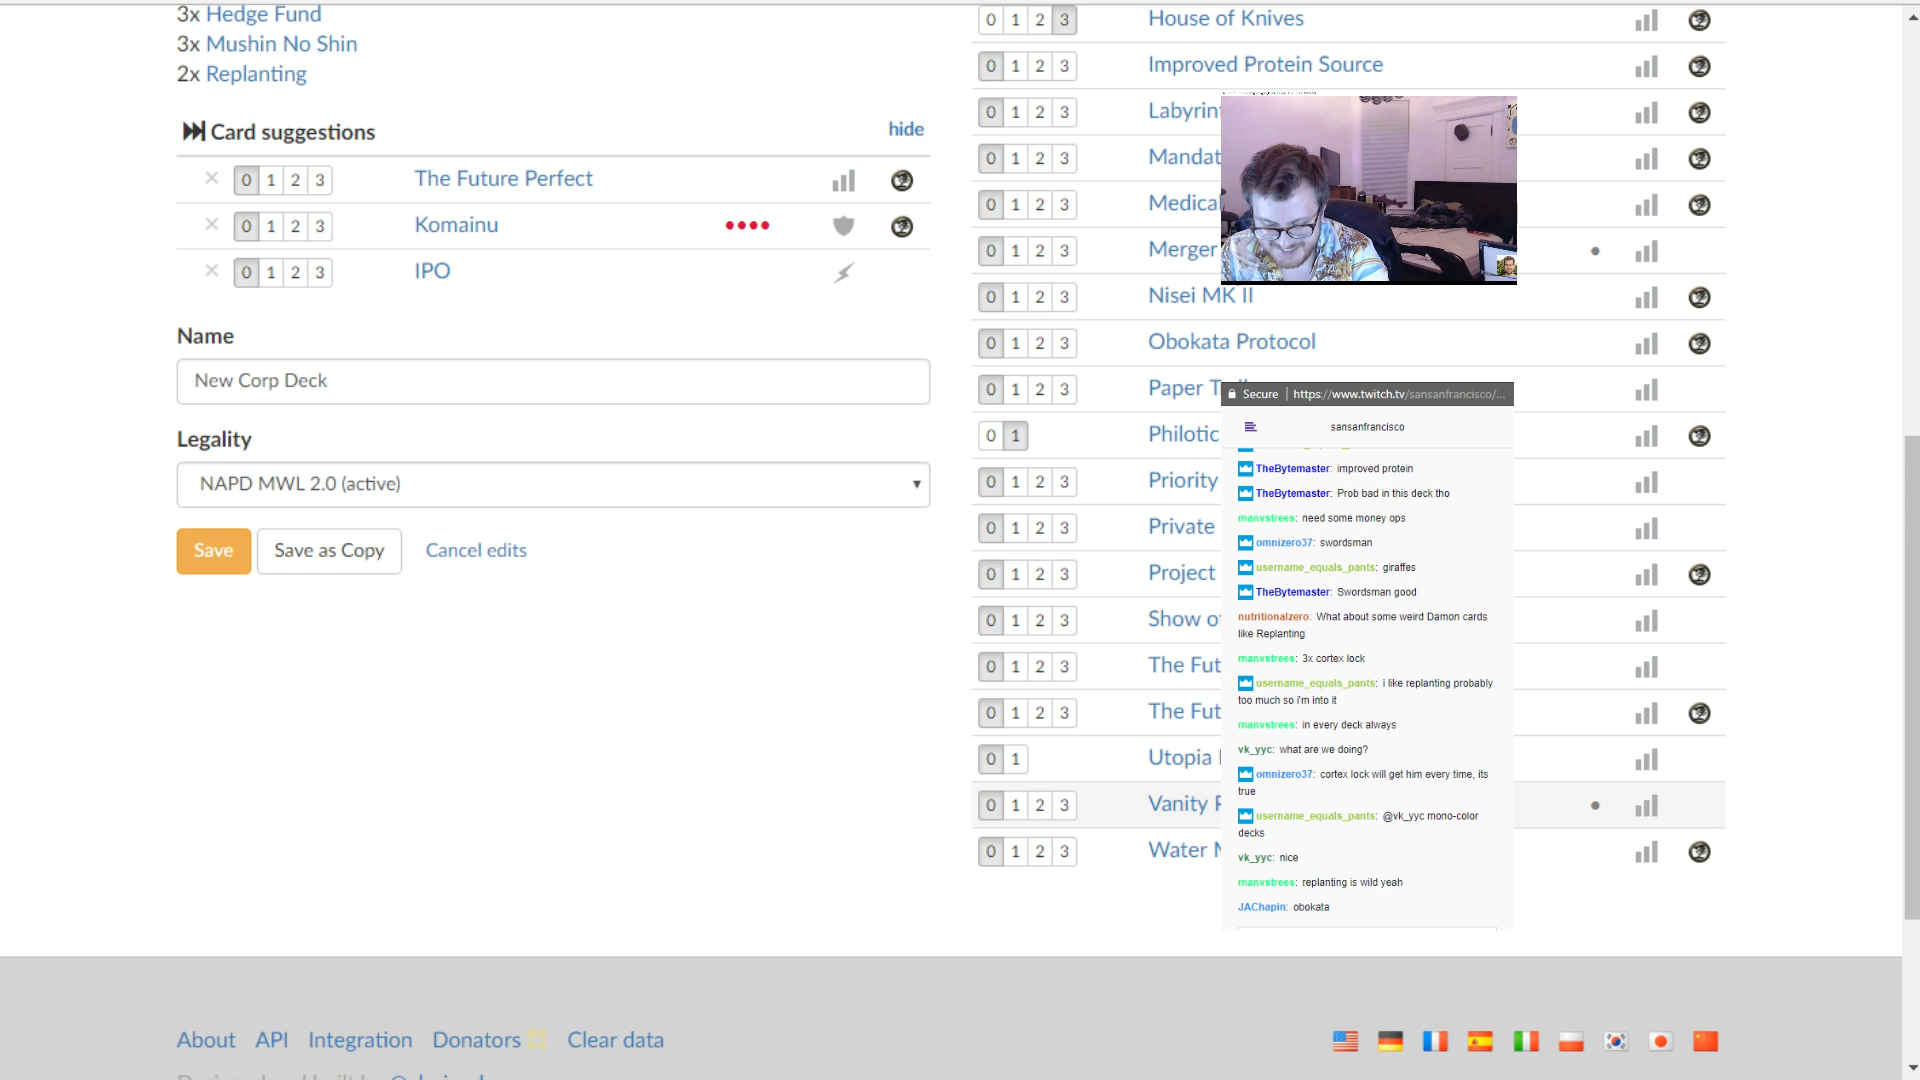 3x Hedge Fund
3x Mushin No Shin
2x Replanting
Card suggestions
hide
0 1 2 3 The Future Perfect
0 1 2 3 Komainu
0 1 2 3 IPO
Name
New Corp Deck
Legality
NAPD MWL 2.0 (active)
Save Save as Copy Cancel edits
0 1 2 3 House of Knives
0 1 2 3 Improved Protein Source
0 1 2 3 Labyrin
0 1 2 3 Mandat
0 1 2 3 Medica
0 1 2 3 Merger
0 1 2 3 Nisei MK II
0 1 2 3 Obokata Protocol
0 1 2 3 Paper
0 1 Philotic
0 1 2 3 Priority
0 1 2 3 Private
0 1 2 3 Project
0 1 2 3 Show of
0 1 2 3 The Fut
0 1 2 3 The Fut
0 1 Utopia
0 1 2 3 Vanity
0 1 2 3 Water
Secure | https://www.twitch.tv/sansanfrancisco/...
sansanfrancisco
TheBytemaster: improved protein
TheBytemaster: Prob bad in this deck tho
manvstrees: need some money ops
omnizero37: swordsman
username_equals_pants: giraffes
TheBytemaster: Swordsman good
nutritionalzero: What about some weird Damon cards
like Replanting
manvstrees: 3x cortex lock
username_equals_pants: i like replanting probably
too much so i'm into it
manvstrees: in every deck always
vk_yyc: what are we doing?
omnizero37: cortex lock will get him every time, its
true
username_equals_pants: @vk_yyc mono-color
decks
vk_yyc: nice
manvstrees: replanting is wild yeah
JAChapin: obokata
About API Integration Donators Clear data